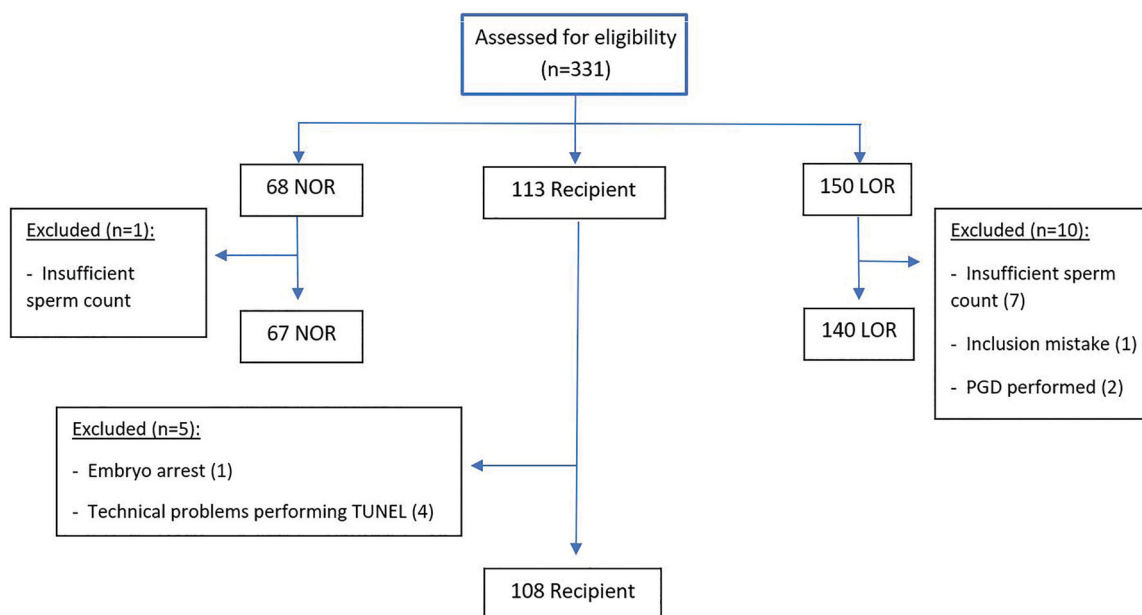 Assessed for eligibility
(n=331)
68 NOR
113 Recipient
150 LOR
Excluded (n=1):
- Insufficient
sperm count
67 NOR
Excluded (n=10):
- Insufficient sperm
count (7)
- Inclusion mistake (1)
- PGD performed (2)
140 LOR
Excluded (n=5):
- Embryo arrest (1)
- Technical problems performing TUNEL (4)
108 Recipient